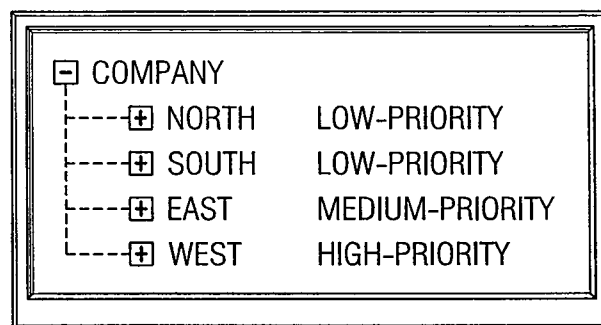 COMPANY
NORTH LOW-PRIORITY
SOUTH LOW-PRIORITY
EAST MEDIUM-PRIORITY
WEST HIGH-PRIORITY